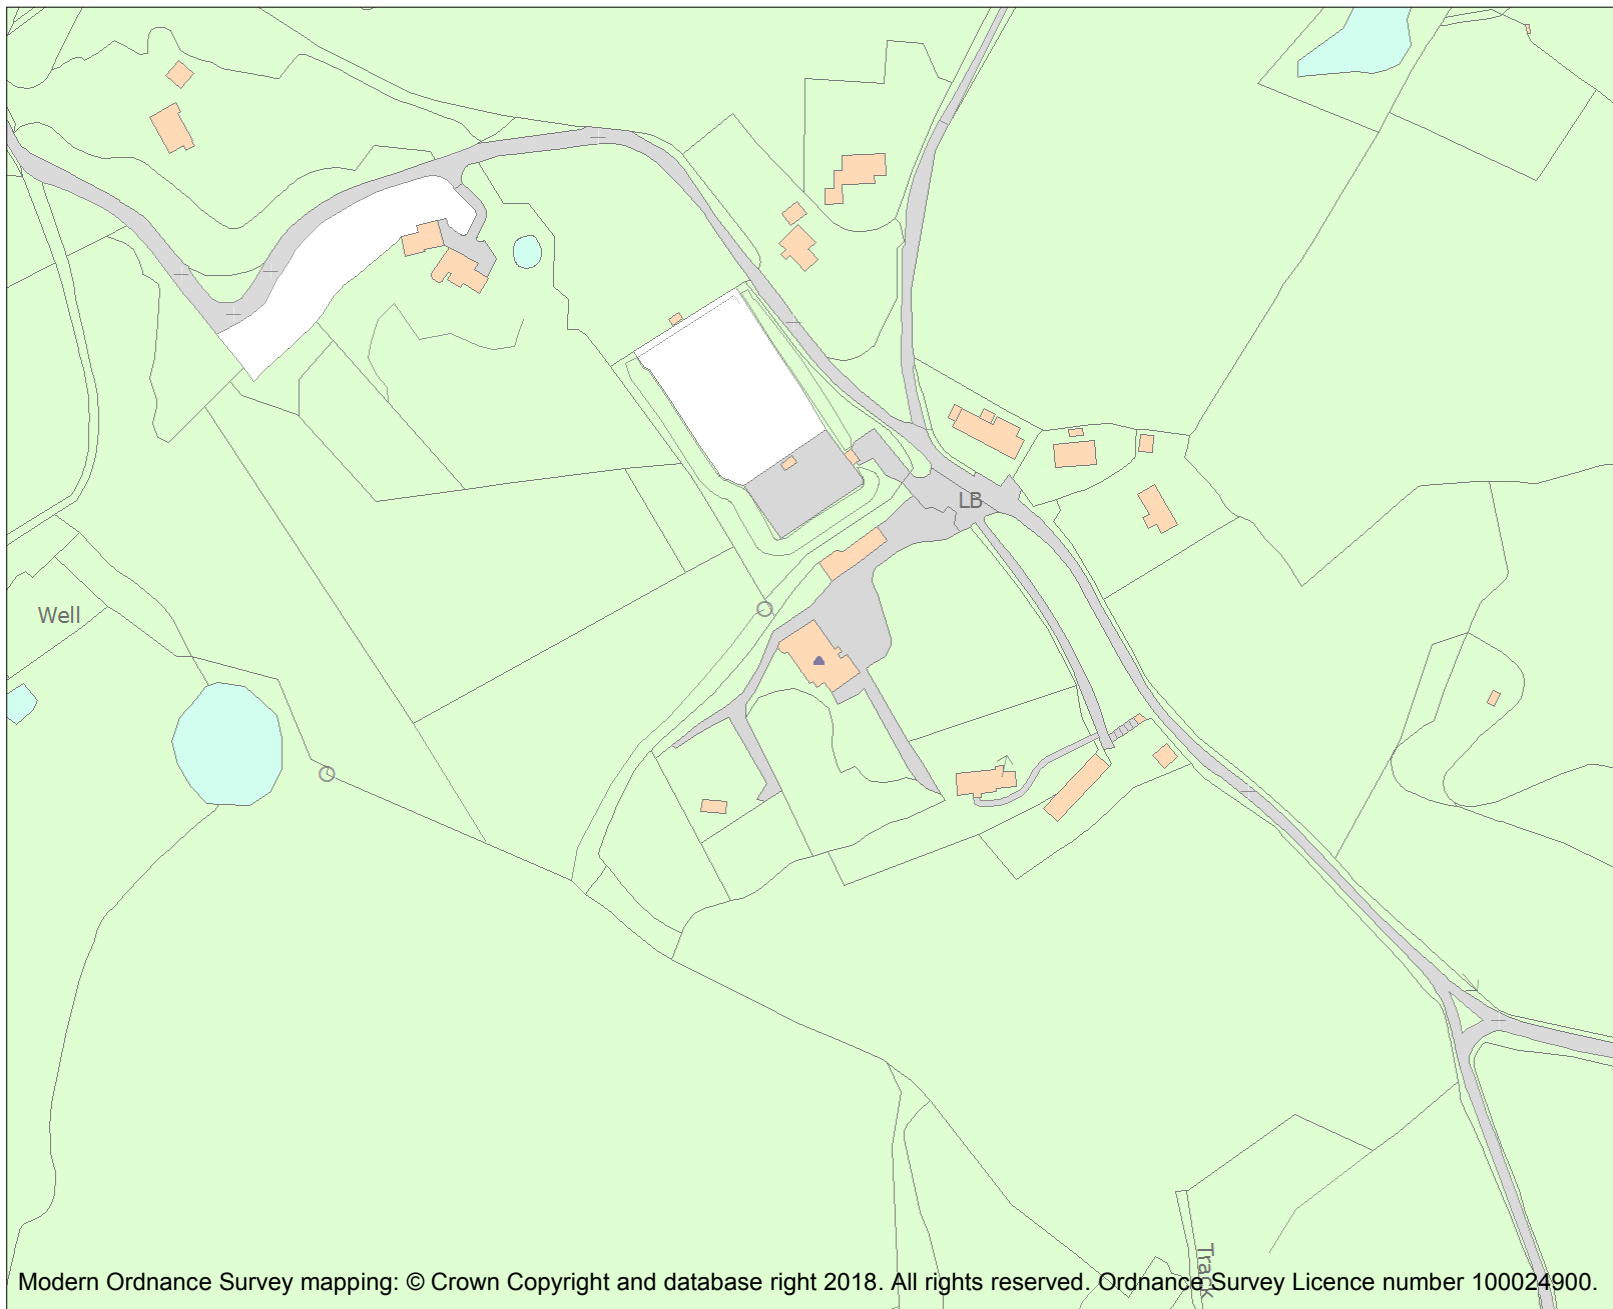 LB
Well
Track
Modern Ordnance Survey mapping: © Crown Copyright and database right 2018. All rights reserved. Ordnance Survey Licence number 100024900.